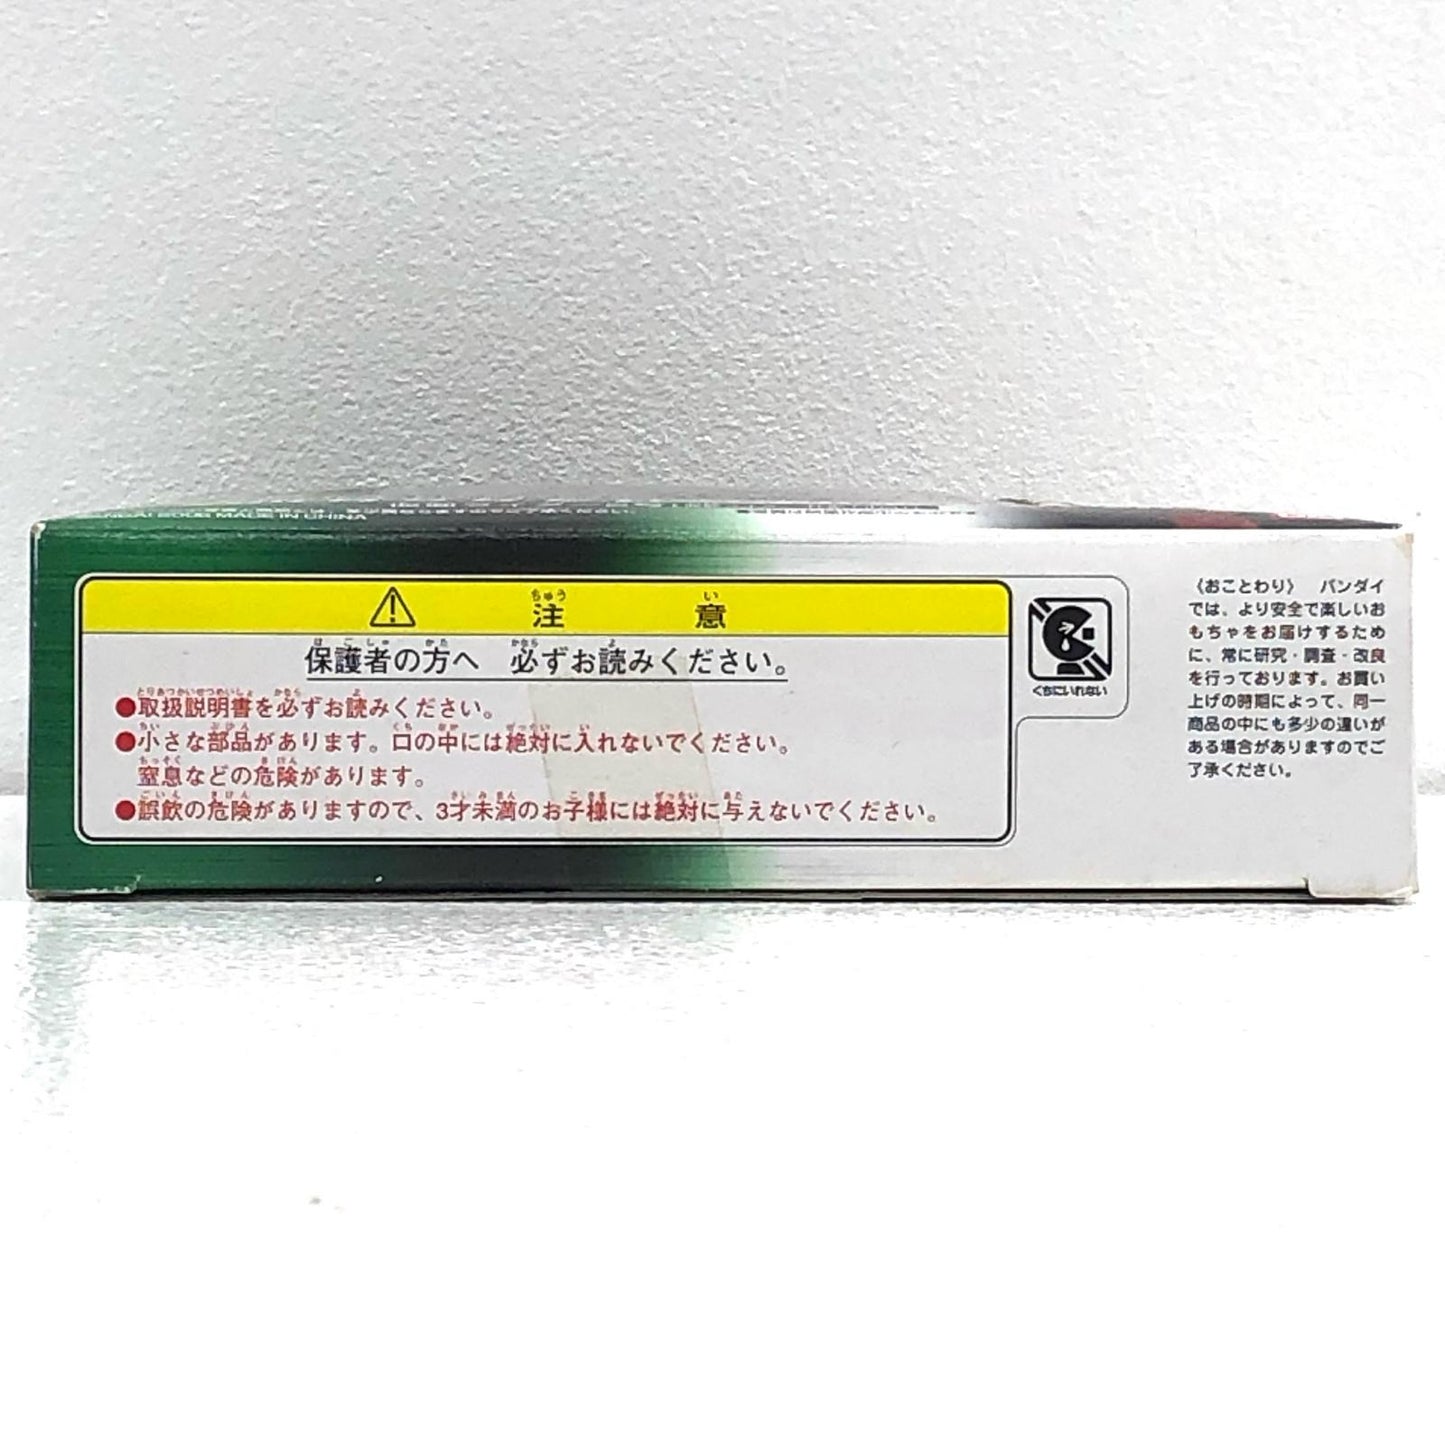 MADE IN CHINA
⚠ 注意
保護者の方へ 必ずお読みください。
●取扱説明書を必ずお読みください。
●小さな部品があります。口の中には絶対に入れないでください。
窒息などの危険があります。
●誤飲の危険がありますので、3才未満のお子様には絶対に与えないでください。
くちにいれない
〈おことわり〉 バンダイ
では、より安全で楽しいお
もちゃをお届けするため
に、常に研究・調査・改良
を行っております。お買い
上げの時期によって、同一
商品の中にも多少の違いが
ある場合がありますのでご
了承ください。